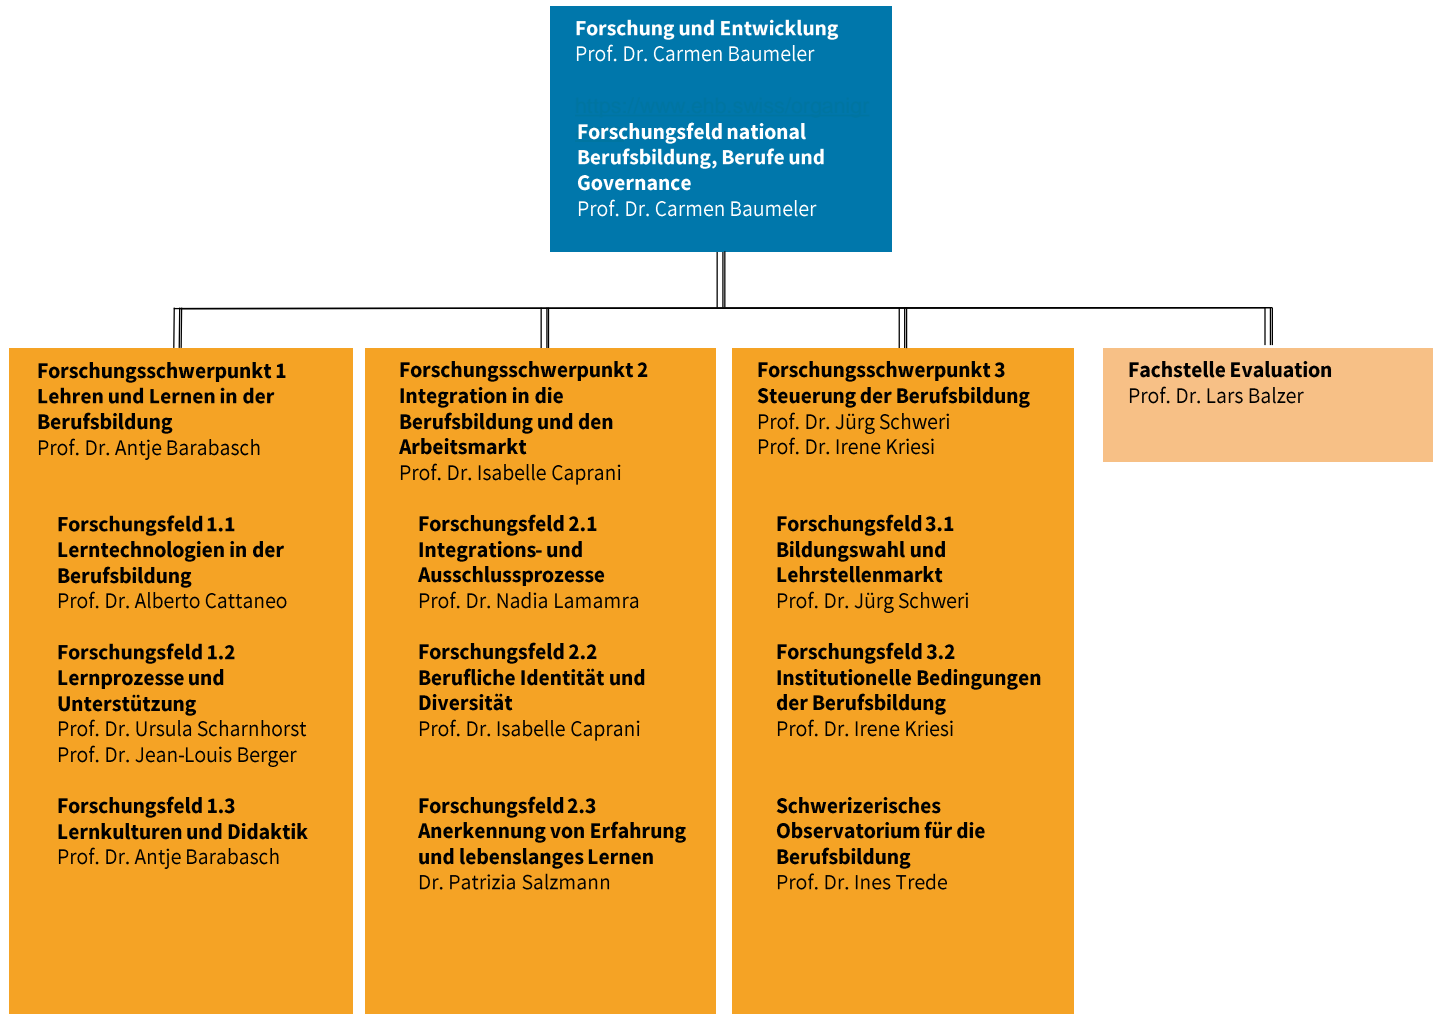 Forschung und Entwicklung
Prof. Dr. Carmen Baumeler
Forschungsfeld national
Berufsbildung, Berufe und
Governance
Prof. Dr. Carmen Baumeler
Forschungsschwerpunkt 1
Lehren und Lernen in der
Berufsbildung
Prof. Dr. Antje Barabasch
Forschungsfeld 1.1
Lerntechnologien in der
Berufsbildung
Prof. Dr. Alberto Cattaneo
Forschungsfeld 1.2
Lernprozesse und
Unterstützung
Prof. Dr. Ursula Scharnhorst
Prof. Dr. Jean-Louis Berger
Forschungsfeld 1.3
Lernkulturen und Didaktik
Prof. Dr. Antje Barabasch
Forschungsschwerpunkt 2
Integration in die
Berufsbildung und den
Arbeitsmarkt
Prof. Dr. Isabelle Caprani
Forschungsfeld 2.1
Integrations- und
Ausschlussprozesse
Prof. Dr. Nadia Lamamra
Forschungsfeld 2.2
Berufliche Identität und
Diversität
Prof. Dr. Isabelle Caprani
Forschungsfeld 2.3
Anerkennung von Erfahrung
und lebenslanges Lernen
Dr. Patrizia Salzmann
Forschungsschwerpunkt 3
Steuerung der Berufsbildung
Prof. Dr. Jürg Schweri
Prof. Dr. Irene Kriesi
Forschungsfeld 3.1
Bildungswahl und
Lehrstellenmarkt
Prof. Dr. Jürg Schweri
Forschungsfeld 3.2
Institutionelle Bedingungen
der Berufsbildung
Prof. Dr. Irene Kriesi
Schwerizerisches
Observatorium für die
Berufsbildung
Prof. Dr. Ines Trede
Fachstelle Evaluation
Prof. Dr. Lars Balzer